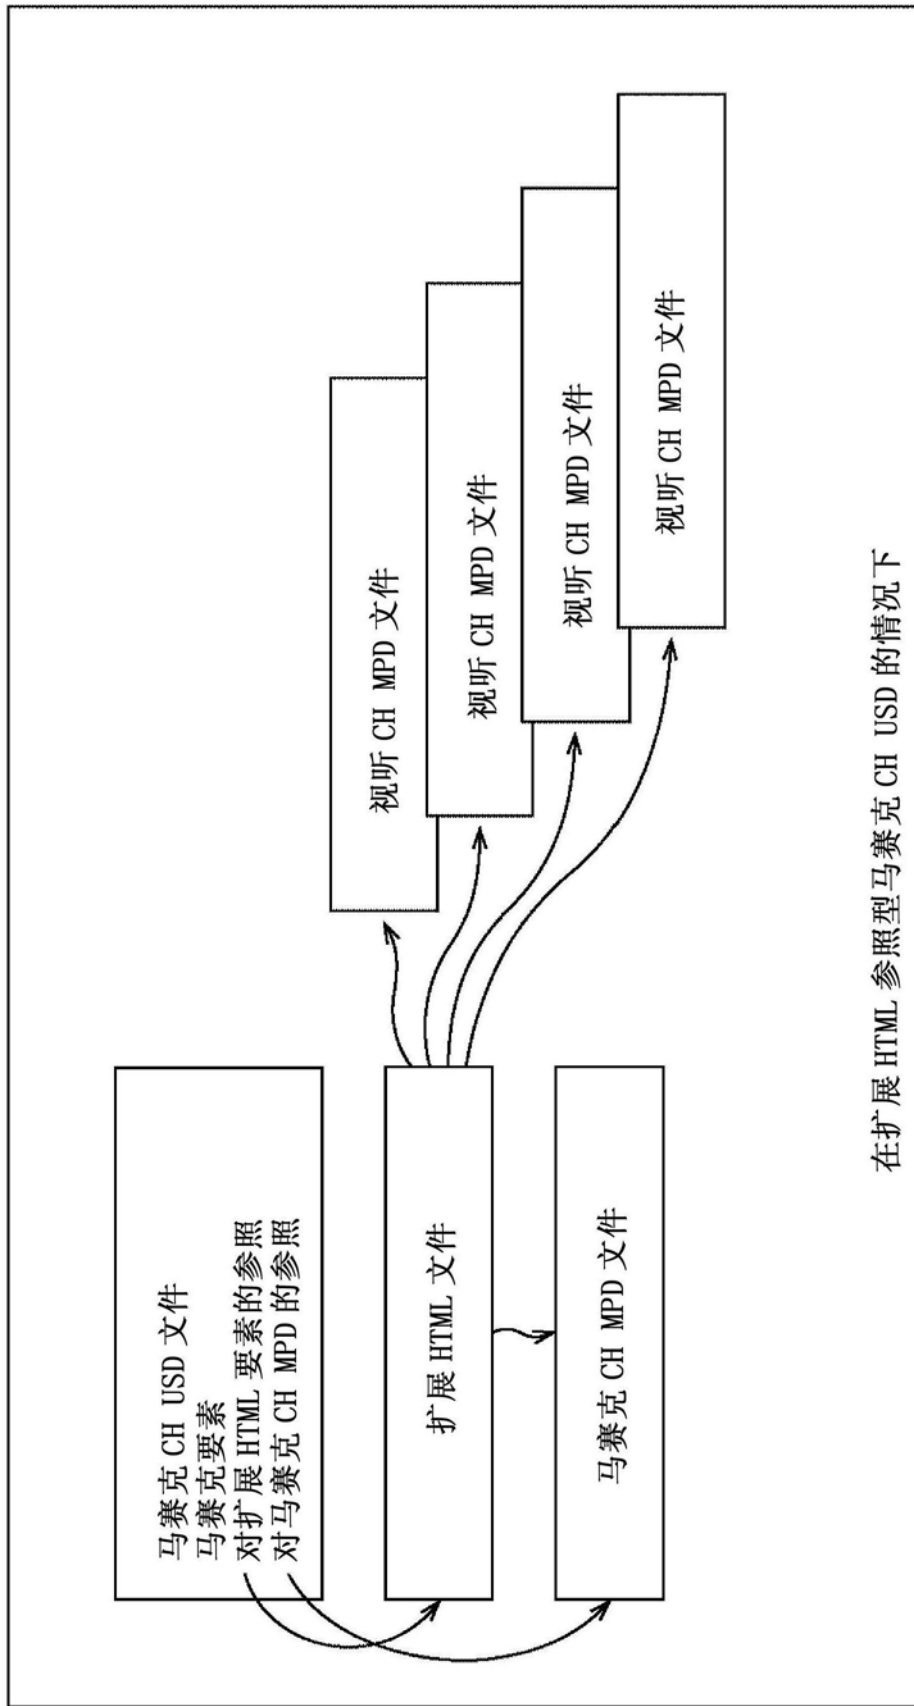 马赛克 CH USD 文件
马赛克要素
对扩展 HTML 要素的参照
对马赛克 CH MPD 的参照
扩展 HTML 文件
马赛克 CH MPD 文件
视听 CH MPD 文件
视听 CH MPD 文件
视听 CH MPD 文件
视听 CH MPD 文件
在扩展 HTML 参照型马赛克 CH USD 的情况下